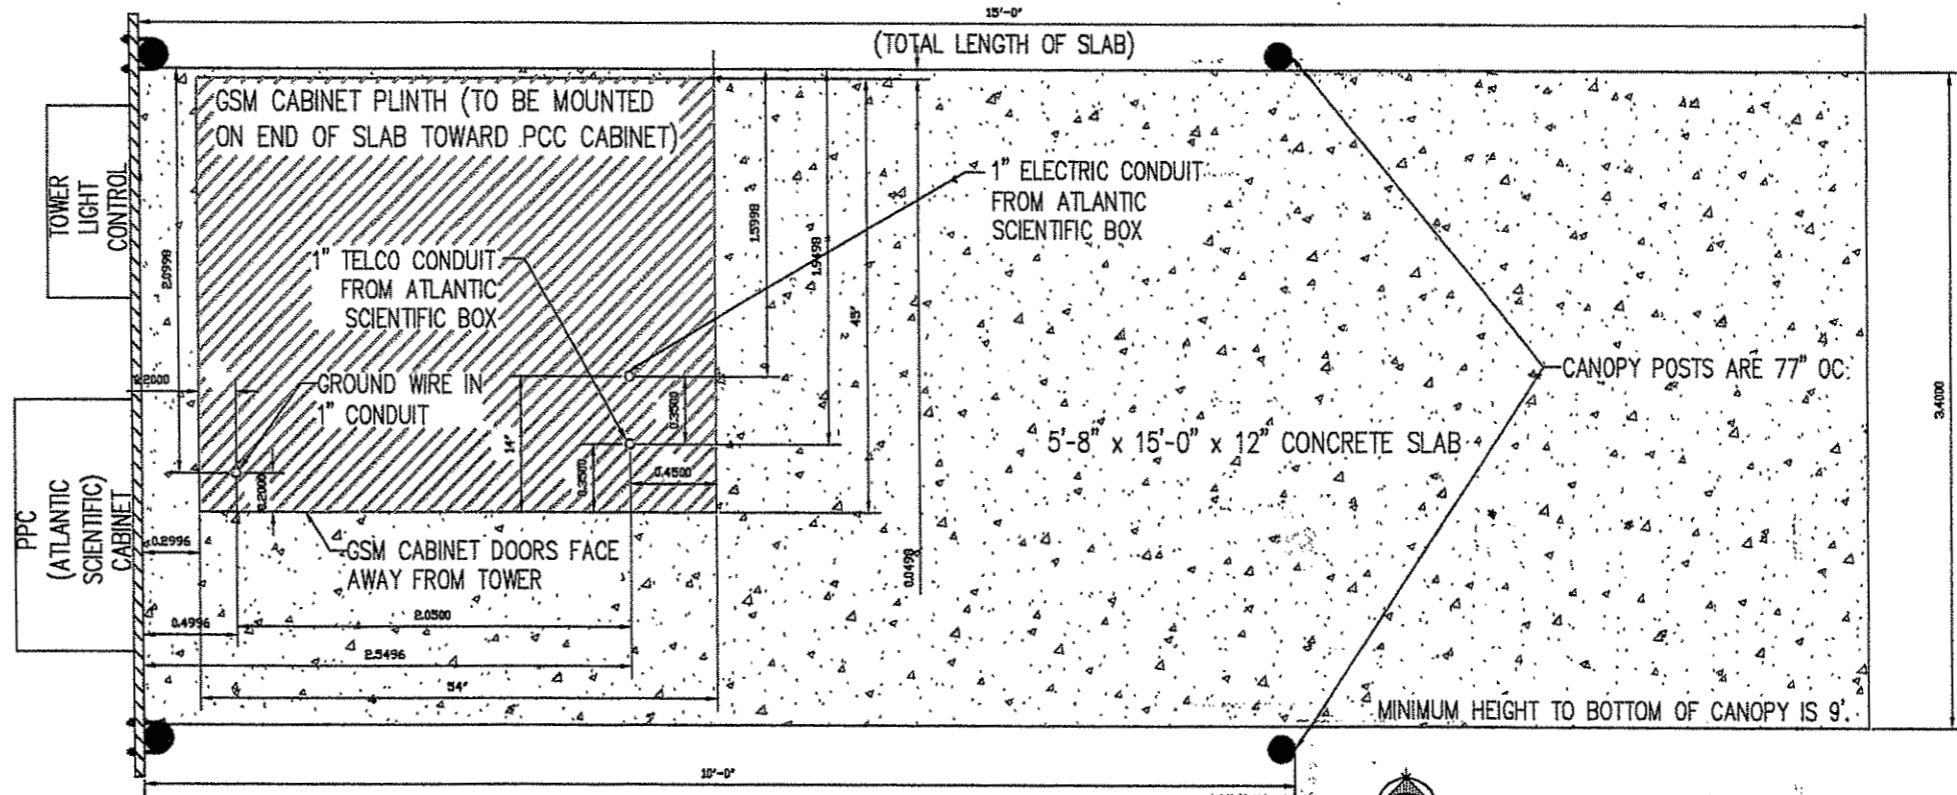 15'-0"
(TOTAL LENGTH OF SLAB)
GSM CABINET PLINTH (TO BE MOUNTED
ON END OF SLAB TOWARD PCC CABINET)
TOWER
LIGHT
CONTROL
2.0998
1" TELCO CONDUIT
FROM ATLANTIC
SCIENTIFIC BOX
1" ELECTRIC CONDUIT
FROM ATLANTIC
SCIENTIFIC BOX
1.5998
1.9498
2
45"
GROUND WIRE IN
1" CONDUIT
14"
0.3500
0.3500
0.4500
0.2000
CANOPY POSTS ARE 77" OC.
3.4000
5'-8" x 15'-0" x 12" CONCRETE SLAB
PPC
(ATLANTIC
SCIENTIFIC)
CABINET
0.2996
GSM CABINET DOORS FACE
AWAY FROM TOWER
0.0498
0.4996
2.0500
2.5496
54"
MINIMUM HEIGHT TO BOTTOM OF CANOPY IS 9'.
10'-0"